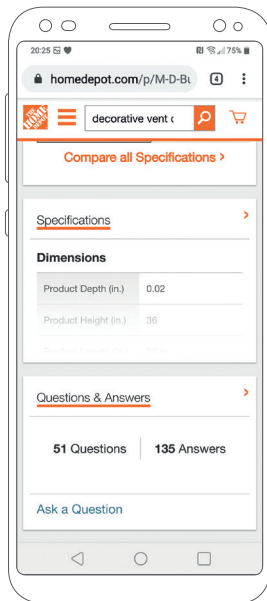 20:25 75%
homedepot.com/p/M-D-Bu 4
THE HOME DEPOT
decorative vent c
Compare all Specifications >
Specifications
Dimensions
Product Depth (in.) 0.02
Product Height (in.) 36
51 Questions 135 Answers
Questions & Answers
Ask a Question